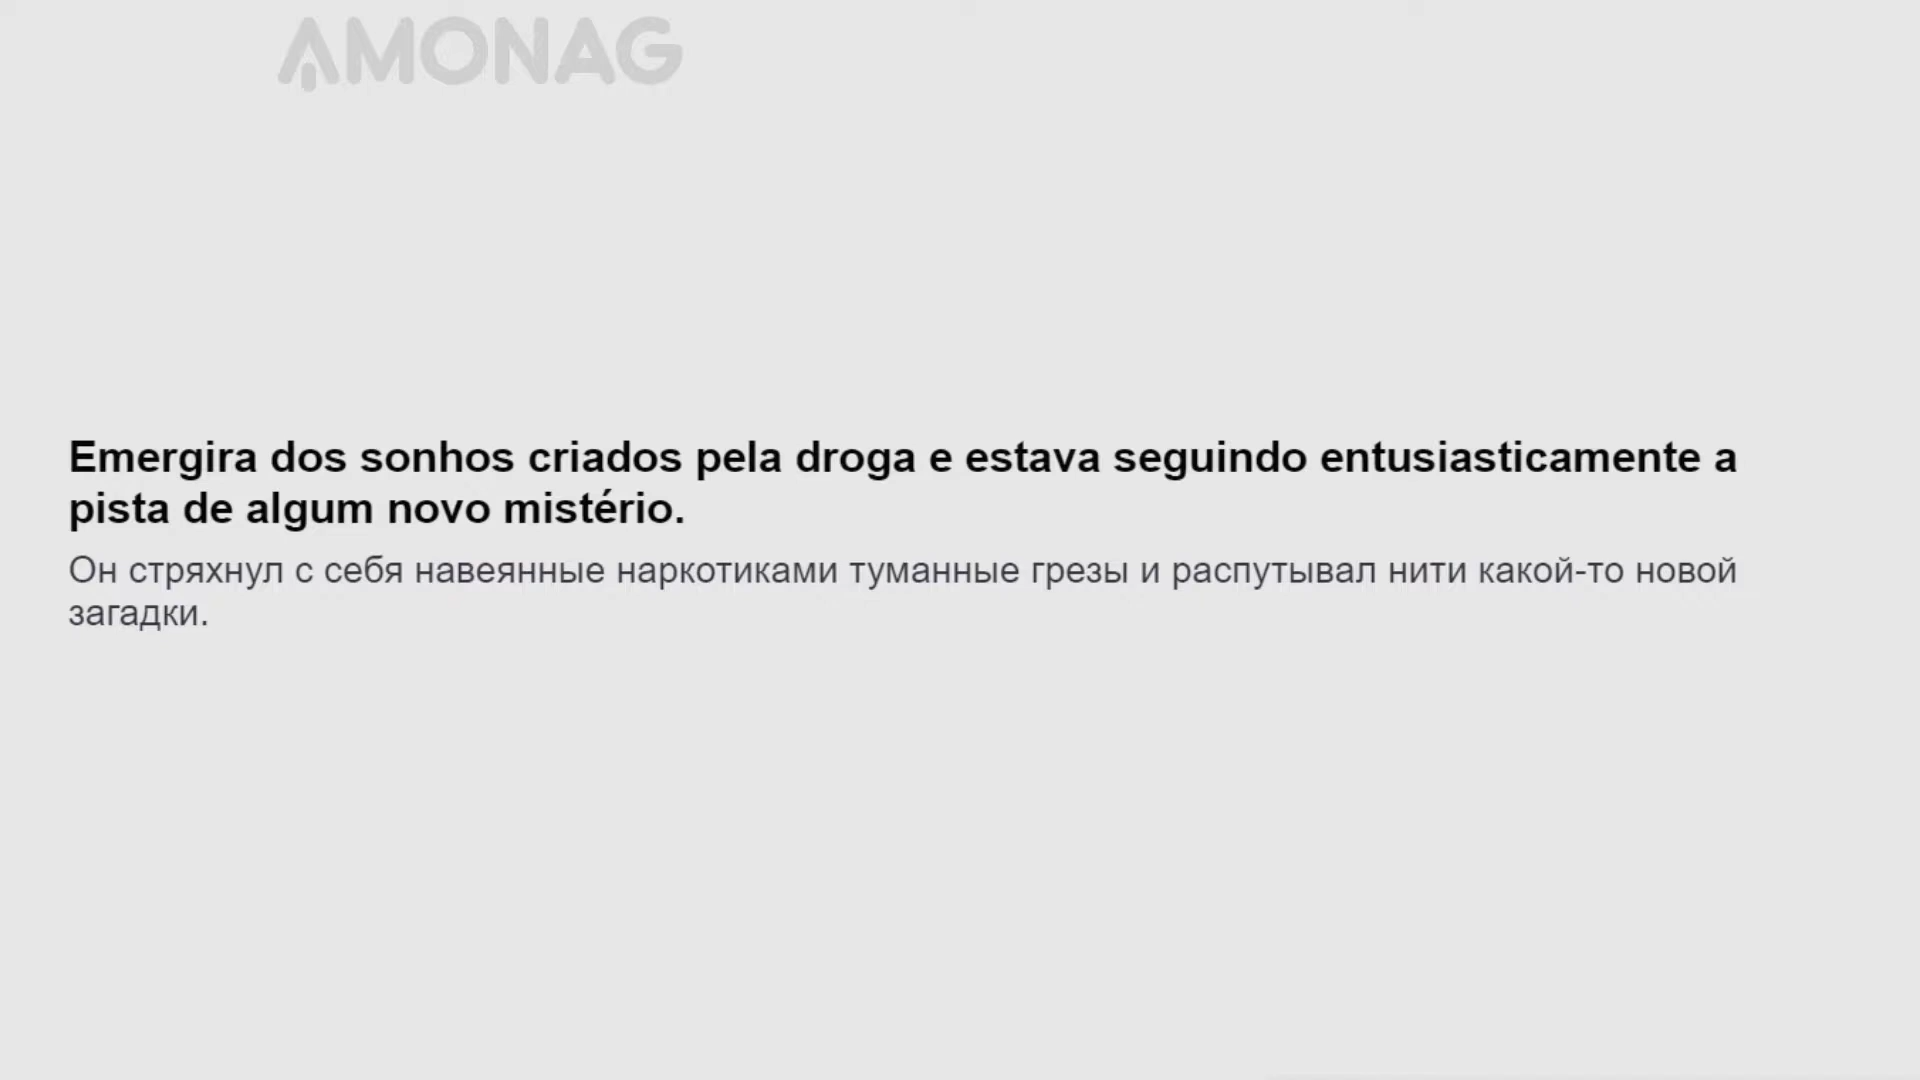 AMONAG
Emergira dos sonhos criados pela droga e estava seguindo entusiasticamente a
pista de algum novo mistério.
Он стряхнул с себя навеянные наркотиками туманные грезы и распутывал нити какой-то новой
загадки.